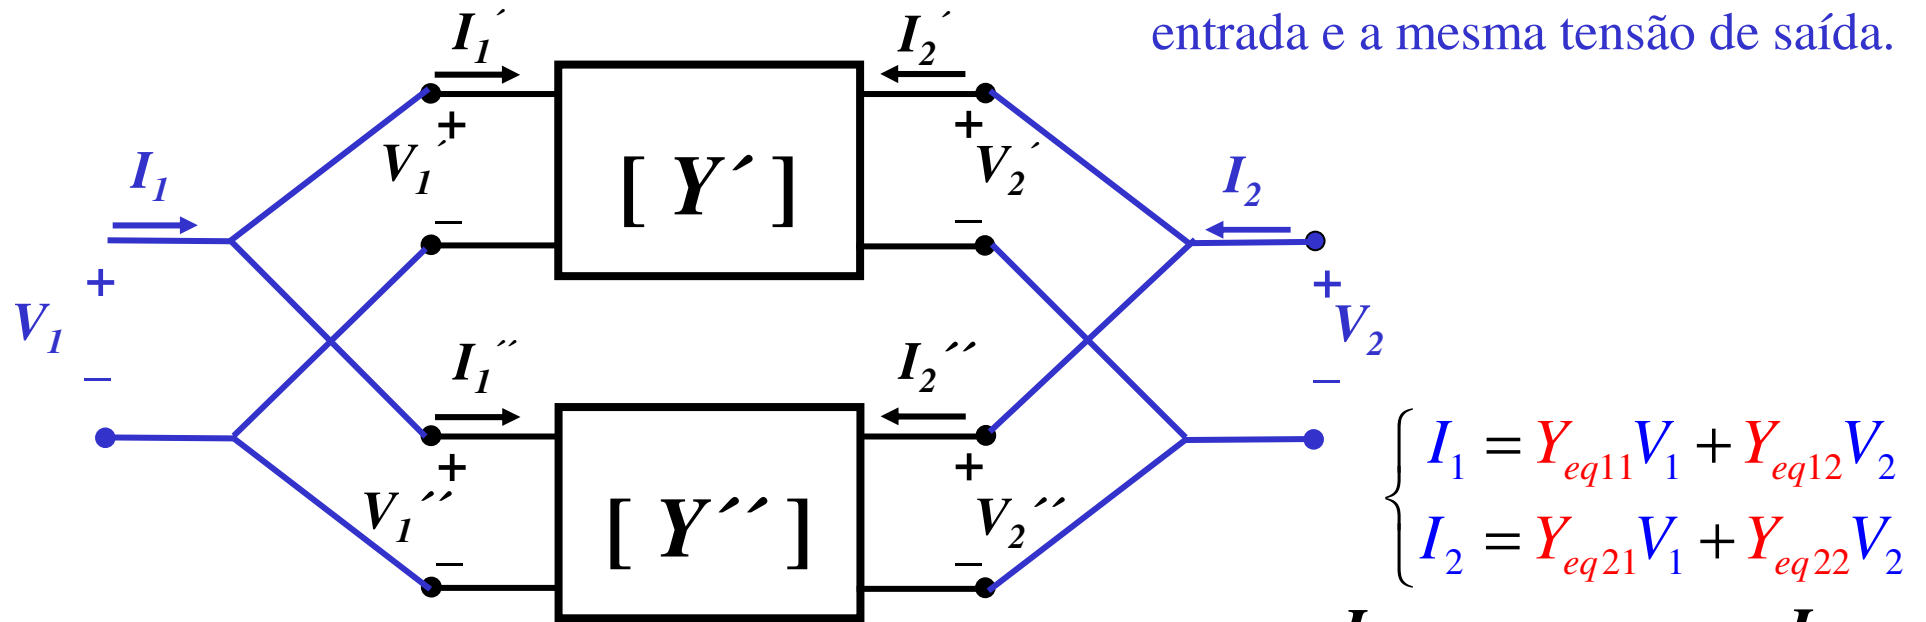 entrada e a mesma tensão de saída.
I1´ I2´
+ +
V1´ [ Y´ ] V2´
I1 I2
– –
+ +
V1 V2
– –
I1´´ I2´´
+ +
V1´´ [ Y´´ ] V2´´
– –
I1 = Yeq11V1 + Yeq12V2
I2 = Yeq21V1 + Yeq22V2